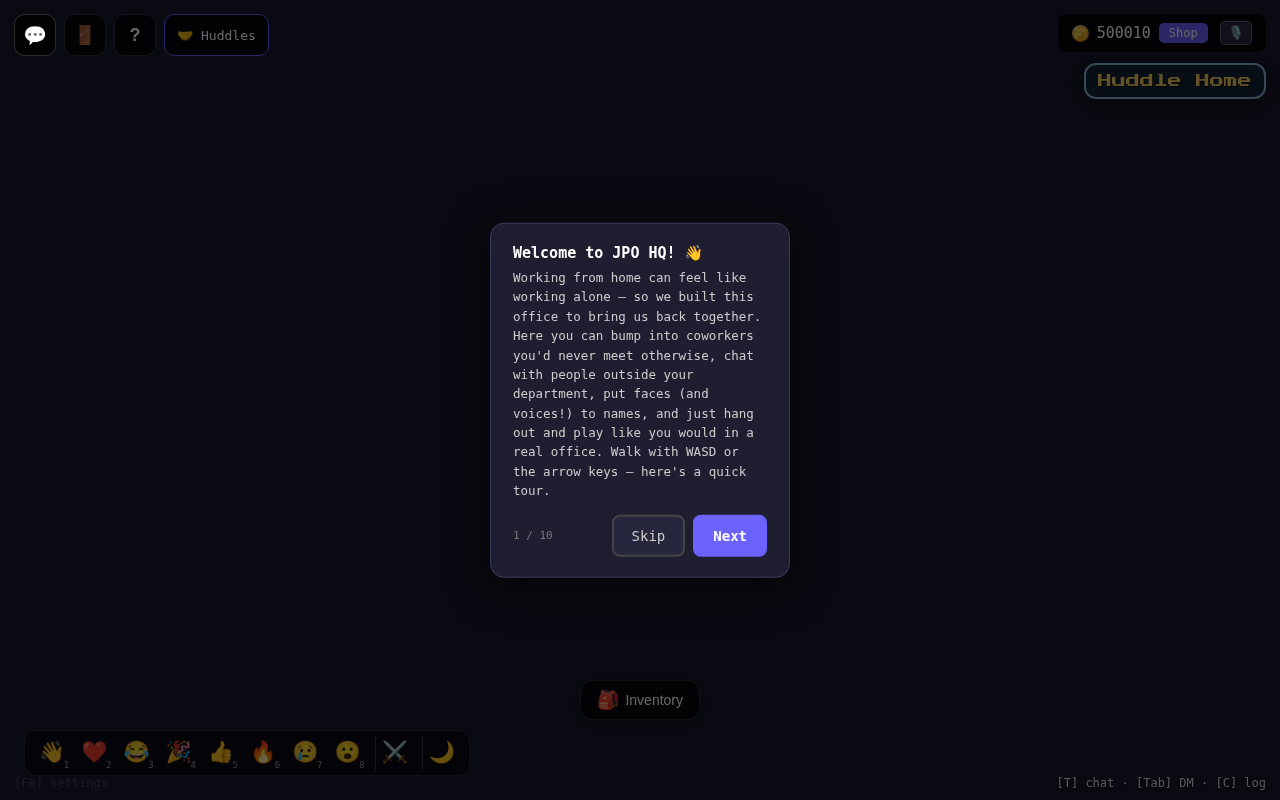 ? 🤝 Huddles
500010 Shop
Huddle Home
Welcome to JPO HQ! 👋
Working from home can feel like
working alone — so we built this
office to bring us back together.
Here you can bump into coworkers
you'd never meet otherwise, chat
with people outside your
department, put faces (and
voices!) to names, and just hang
out and play like you would in a
real office. Walk with WASD or
the arrow keys — here's a quick
tour.
1 / 10 Skip Next
Inventory
1 2 3 4 5 6 7 8
[F8] settings
[T] chat · [Tab] DM · [C] log